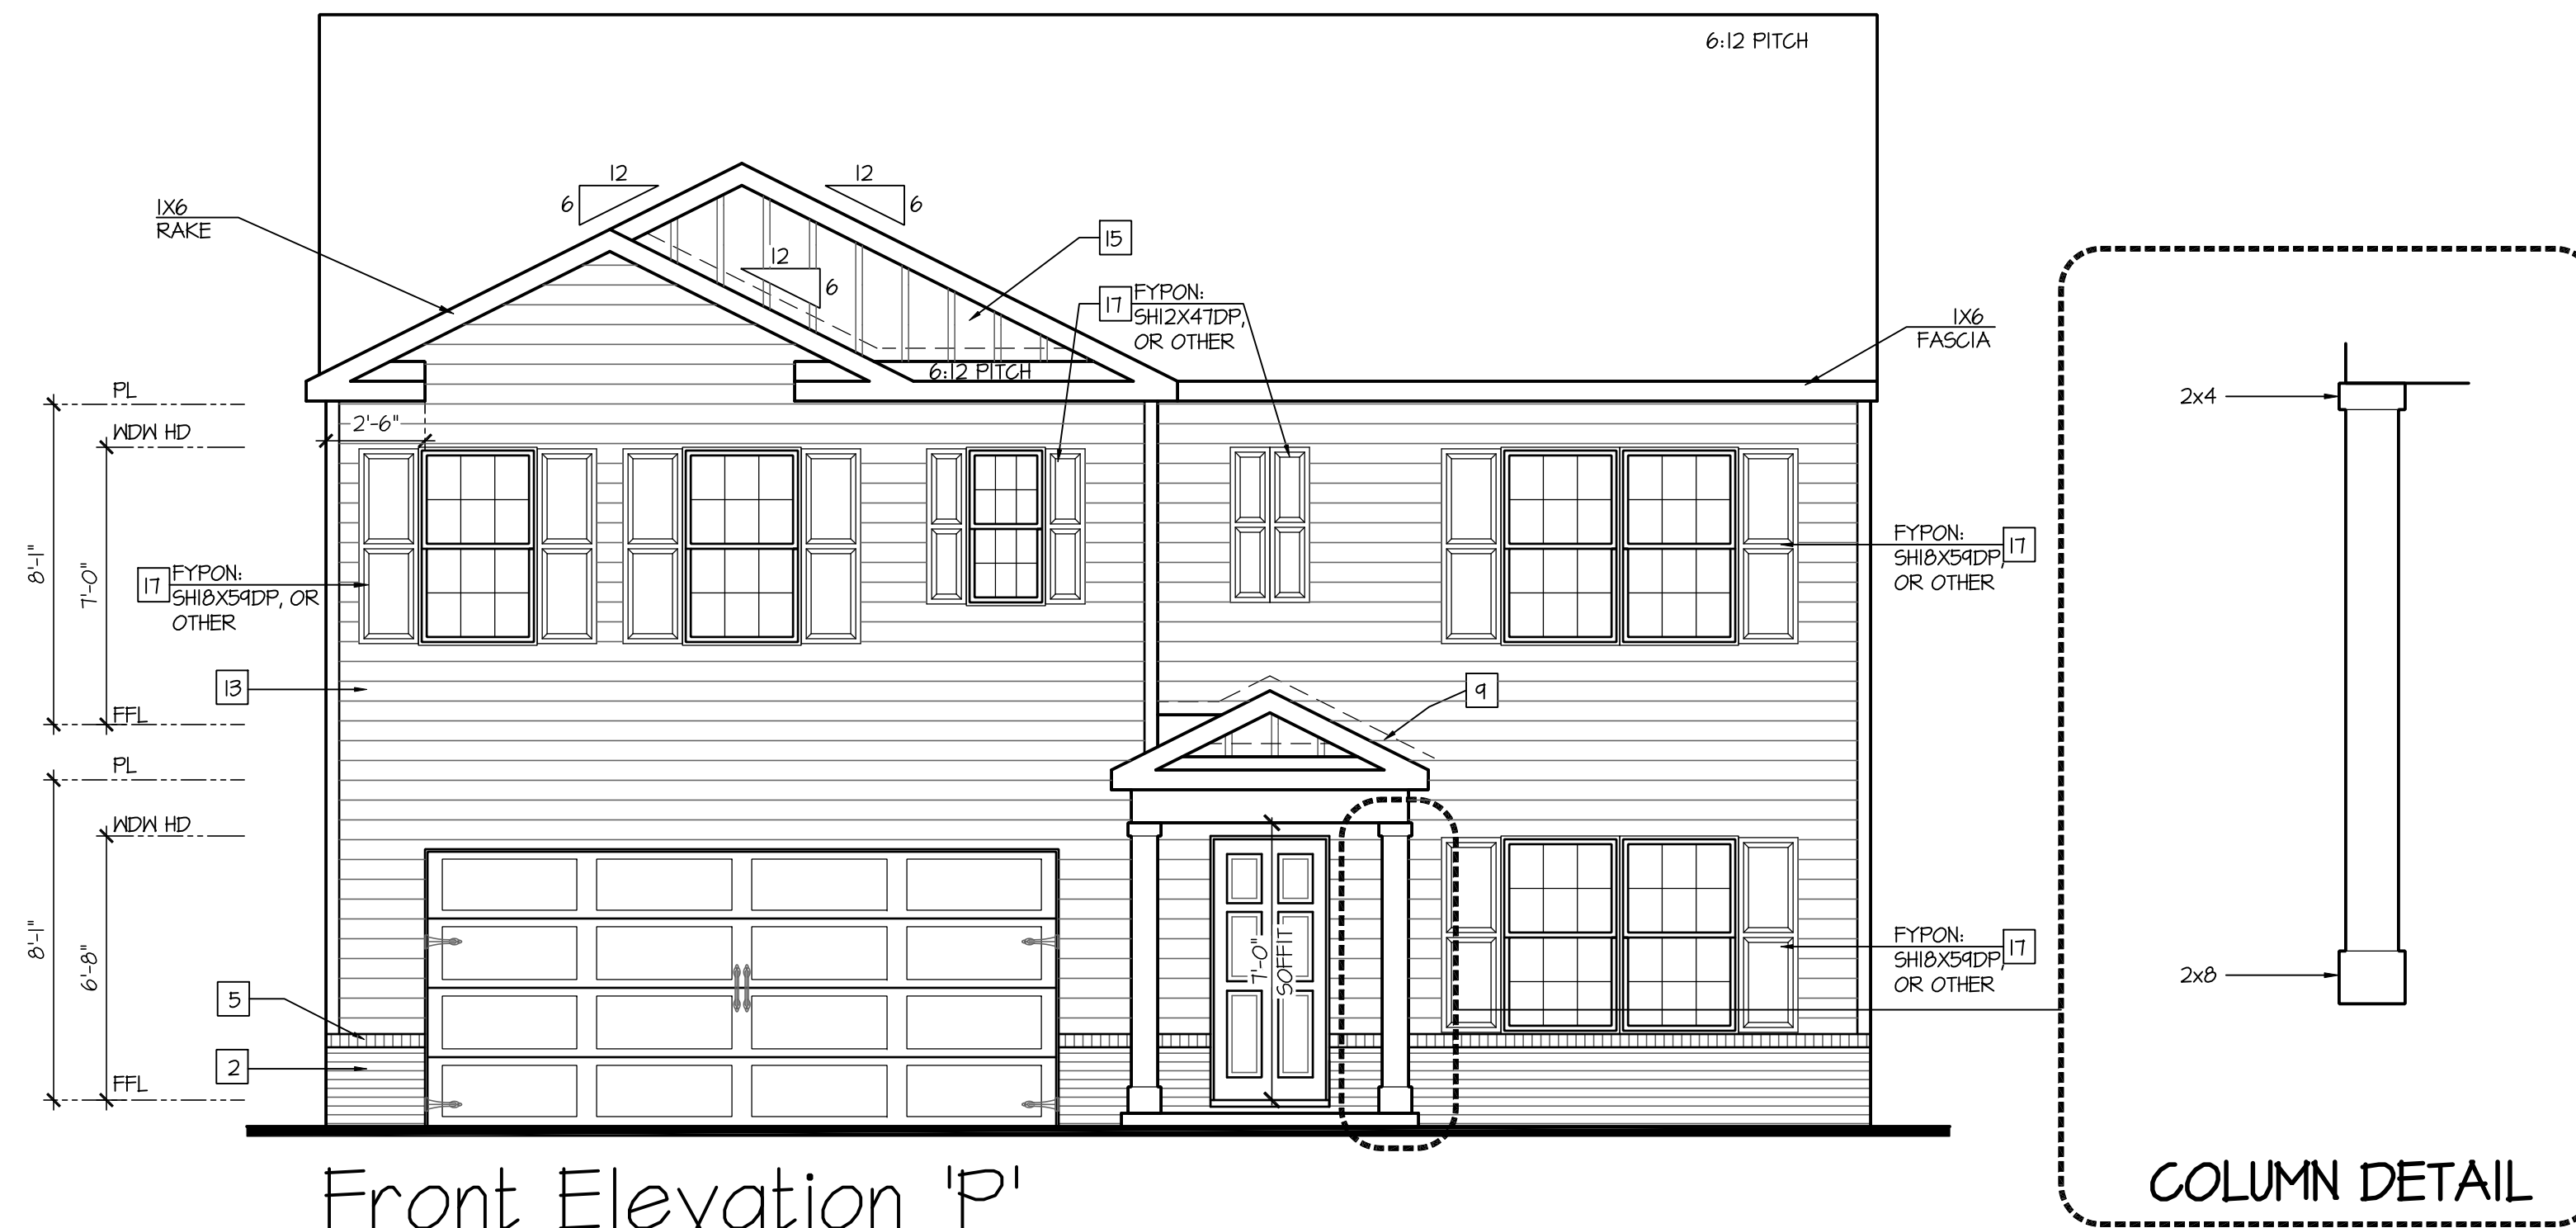 6:12 PITCH
12
6
12
6
1X6
RAKE
12
6
15
17
FYPON:
SH12X47DP,
OR OTHER
1X6
FASCIA
6:12 PITCH
PL
2'-6"
WDW HD
8'-1"
7'-0"
17
FYPON:
SH18X59DP, OR
OTHER
FYPON:
SH18X59DP,
OR OTHER
17
13
9
FFL
PL
WDW HD
8'-1"
6'-8"
7'-0"
SOFFIT
FYPON:
SH18X59DP,
OR OTHER
17
5
2
FFL
2x4
2x8
Front Elevation 'P'
COLUMN DETAIL